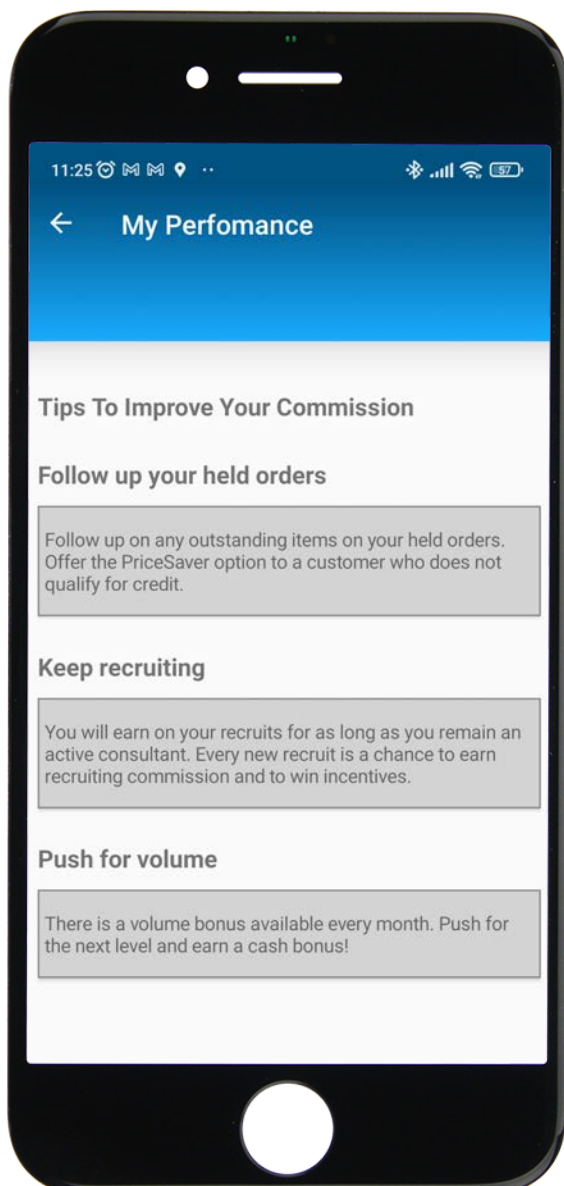 11:25
57
My Perfomance
Tips To Improve Your Commission
Follow up your held orders
Follow up on any outstanding items on your held orders.
Offer the PriceSaver option to a customer who does not
qualify for credit.
Keep recruiting
You will earn on your recruits for as long as you remain an
active consultant. Every new recruit is a chance to earn
recruiting commission and to win incentives.
Push for volume
There is a volume bonus available every month. Push for
the next level and earn a cash bonus!